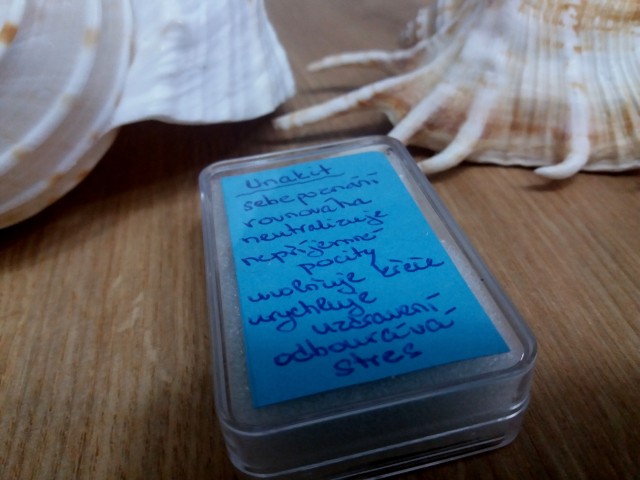 Unakit
sebepoznání
rovnováha
neutralizuje
nepříjemné
pocity
uvolňuje křeče
urychluje
uzdravení
odbourává
stres